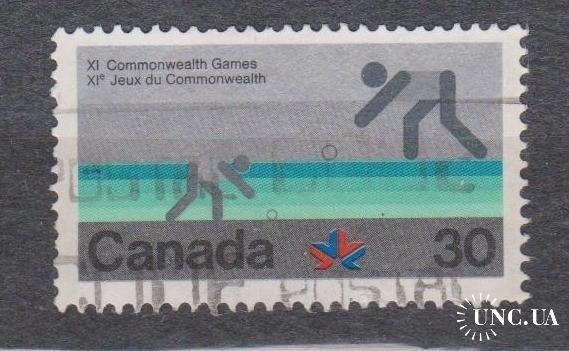 XI Commonwealth Games
XIᵉ Jeux du Commonwealth
Canada 30
UNC.UA